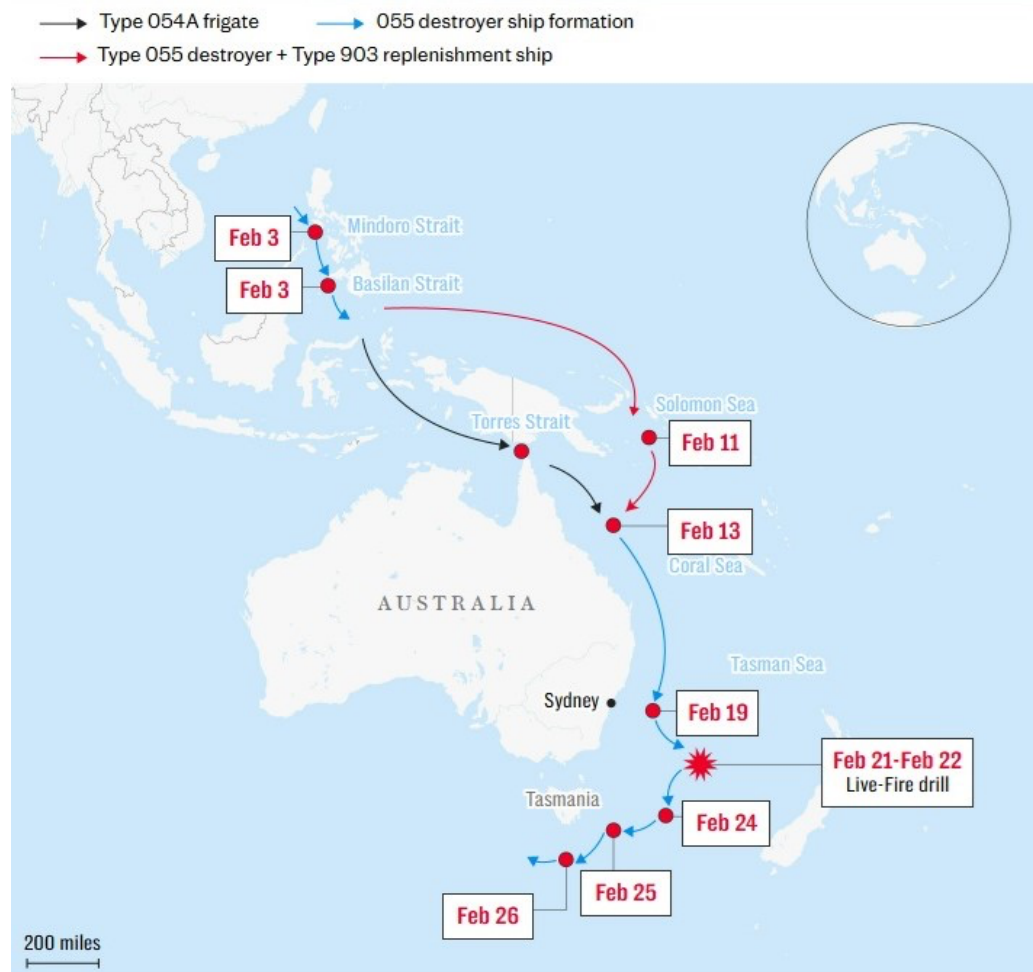 Type 054A frigate
055 destroyer ship formation
Type 055 destroyer + Type 903 replenishment ship
Feb 3
Mindoro Strait
Feb 3
Basilan Strait
Torres Strait
Solomon Sea
Feb 11
Feb 13
Coral Sea
AUSTRALIA
Tasman Sea
Sydney
Feb 19
Feb 21-Feb 22
Live-Fire drill
Tasmania
Feb 24
Feb 25
Feb 26
200 miles